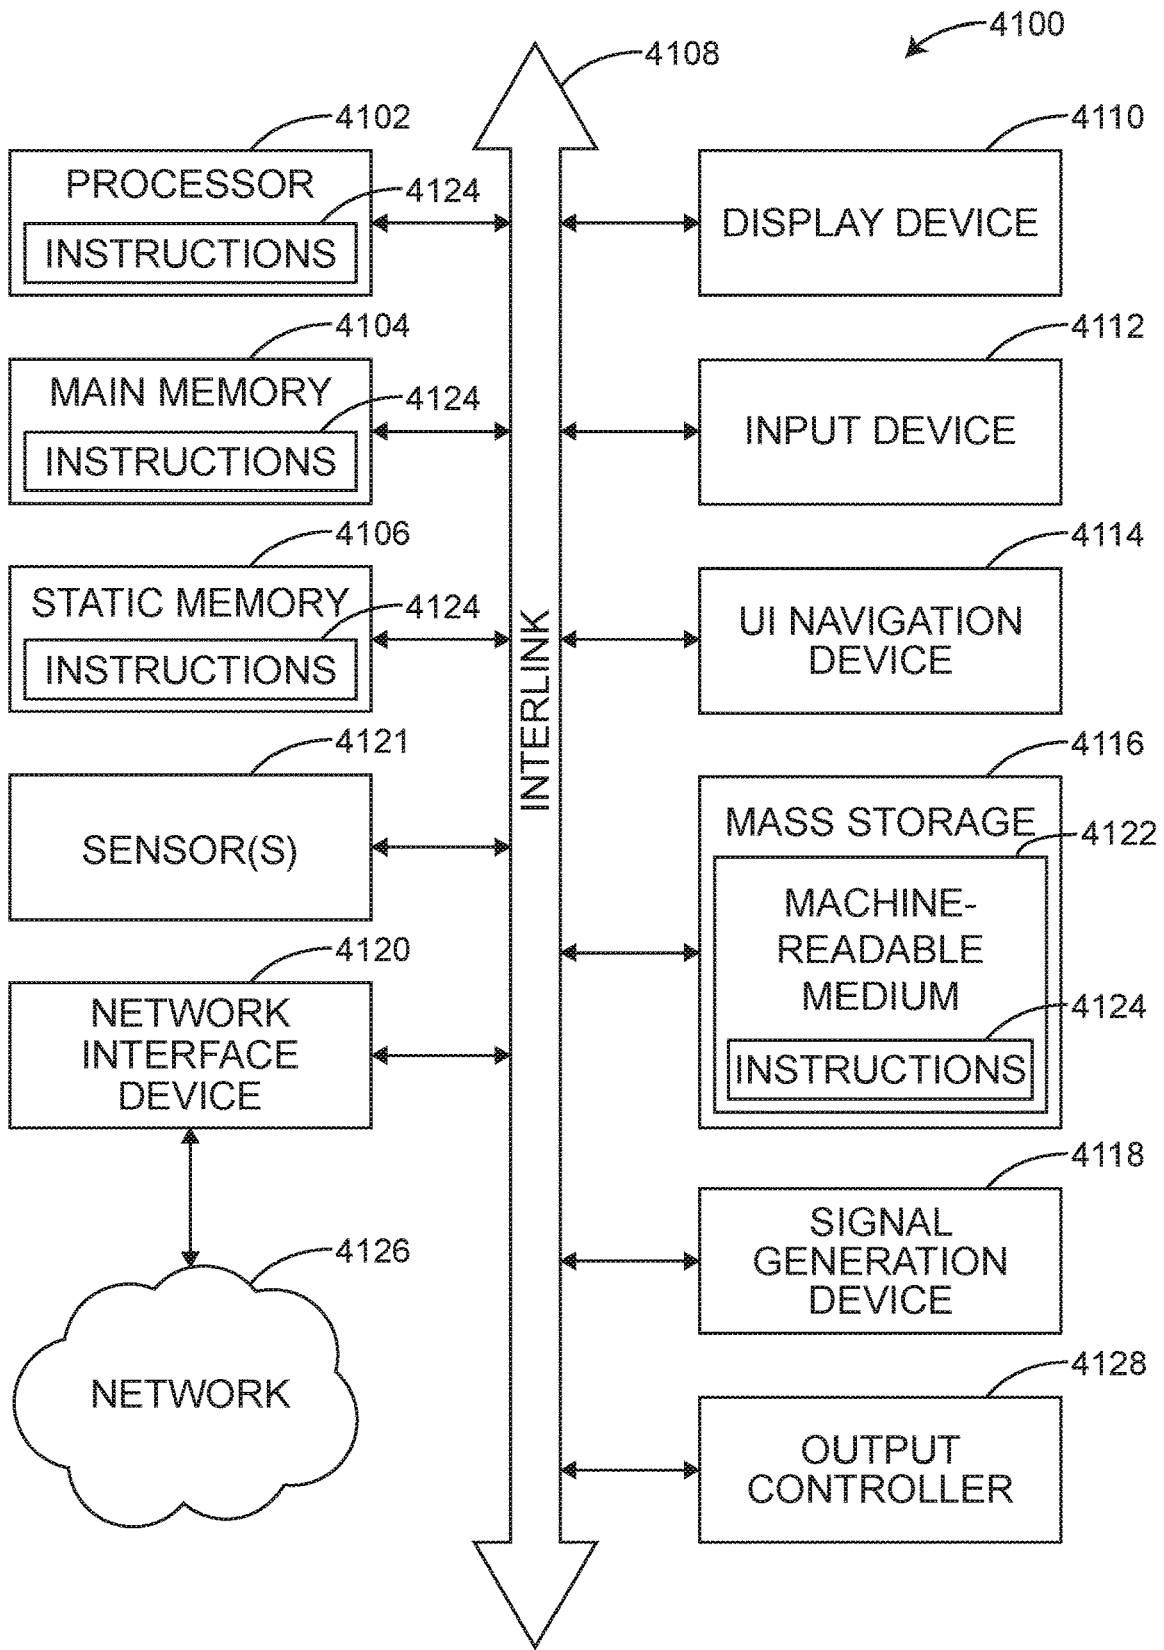 4100
4108
4102
PROCESSOR
4124
INSTRUCTIONS
4104
MAIN MEMORY
4124
INSTRUCTIONS
4106
STATIC MEMORY
4124
INSTRUCTIONS
4121
SENSOR(S)
4120
NETWORK
INTERFACE
DEVICE
4126
NETWORK
INTERLINK
4110
DISPLAY DEVICE
4112
INPUT DEVICE
4114
UI NAVIGATION
DEVICE
4116
MASS STORAGE
4122
MACHINE-
READABLE
MEDIUM
4124
INSTRUCTIONS
4118
SIGNAL
GENERATION
DEVICE
4128
OUTPUT
CONTROLLER